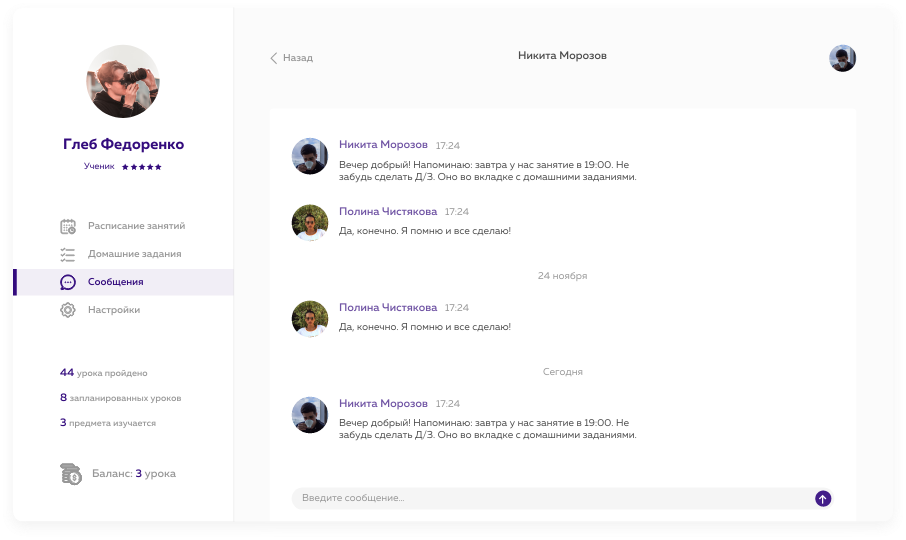 Глеб Федоренко
Ученик
Расписание занятий
Домашние задания
Сообщения
Настройки
44 урока пройдено
8 запланированных уроков
3 предмета изучается
Баланс: 3 урока
Назад
Никита Морозов
Никита Морозов 17:24
Вечер добрый! Напоминаю: завтра у нас занятие в 19:00. Не
забудь сделать Д/З. Оно во вкладке с домашними заданиями.
Полина Чистякова 17:24
Да, конечно. Я помню и все сделаю!
24 ноября
Полина Чистякова 17:24
Да, конечно. Я помню и все сделаю!
Сегодня
Никита Морозов 17:24
Вечер добрый! Напоминаю: завтра у нас занятие в 19:00. Не
забудь сделать Д/З. Оно во вкладке с домашними заданиями.
Введите сообщение...